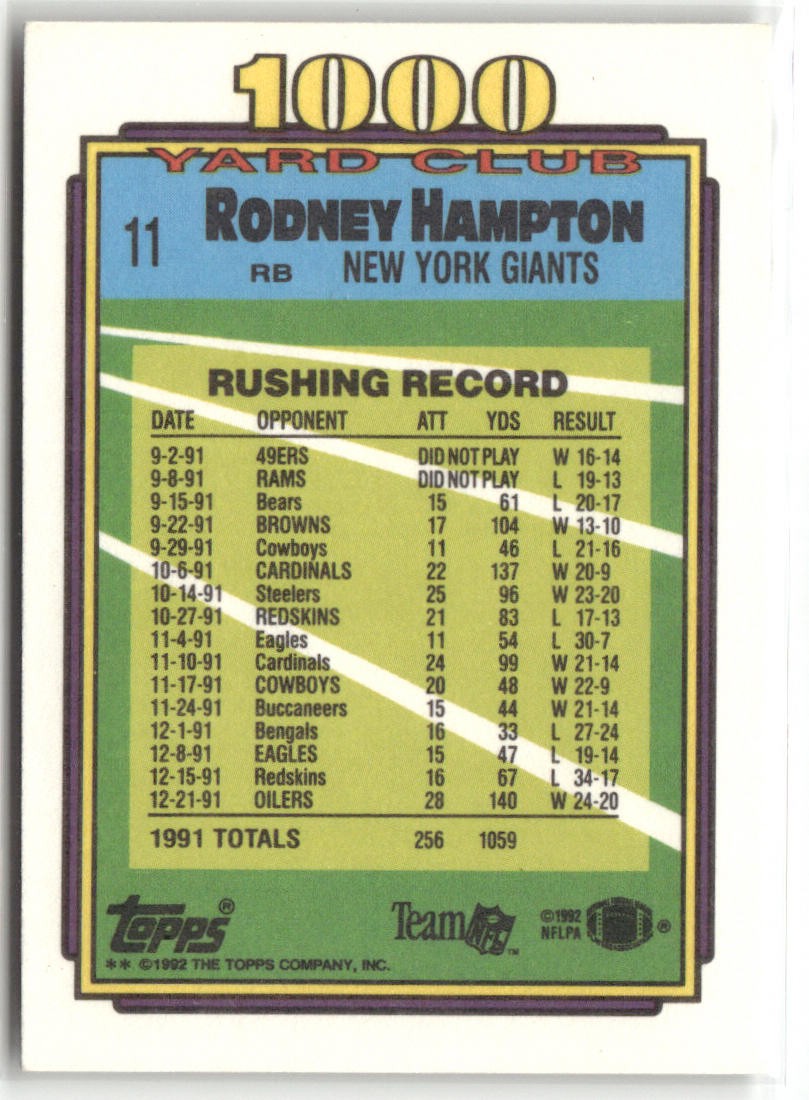 1000
YARD CLUB
11 RODNEY HAMPTON
RB NEW YORK GIANTS
RUSHING RECORD
DATE OPPONENT ATT YDS RESULT
9-2-91 49ERS DID NOT PLAY W 16-14
9-8-91 RAMS DID NOT PLAY L 19-13
9-15-91 Bears 15 61 L 20-17
9-22-91 BROWNS 17 104 W 13-10
9-29-91 Cowboys 11 46 L 21-16
10-6-91 CARDINALS 22 137 W 20-9
10-14-91 Steelers 25 96 W 23-20
10-27-91 REDSKINS 21 83 L 17-13
11-4-91 Eagles 11 54 L 30-7
11-10-91 Cardinals 24 99 W 21-14
11-17-91 COWBOYS 20 48 W 22-9
11-24-91 Buccaneers 15 44 W 21-14
12-1-91 Bengals 16 33 L 27-24
12-8-91 EAGLES 15 47 L 19-14
12-15-91 Redskins 16 67 L 34-17
12-21-91 OILERS 28 140 W 24-20
1991 TOTALS 256 1059
TOPPS® Team NFL™ ©1992 NFLPA ®
** ©1992 THE TOPPS COMPANY, INC.